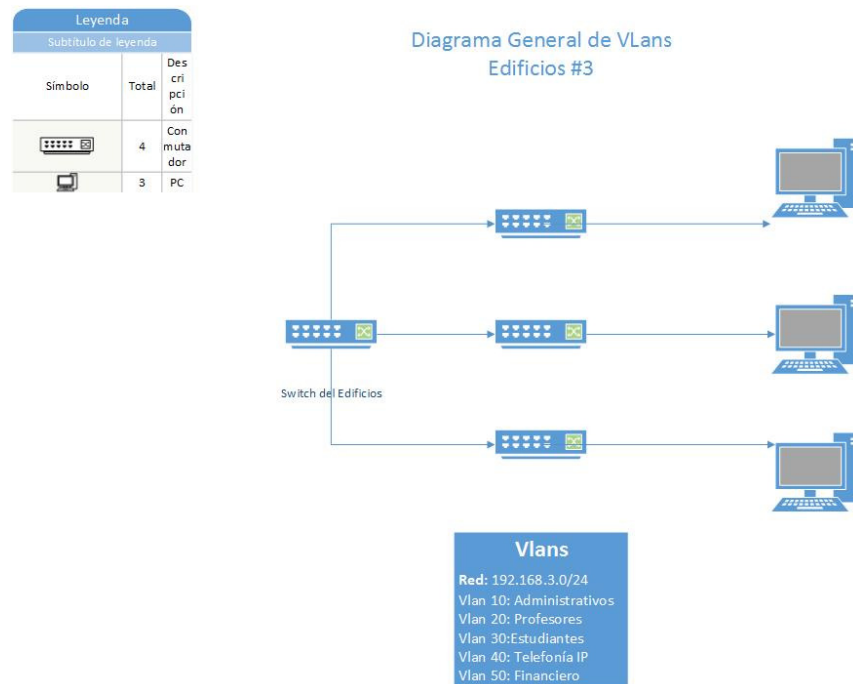 Leyenda
Subtítulo de leyenda
Símbolo
Total
Des
cri
pci
ón
4
Con
muta
dor
3
PC
Diagrama General de VLans
Edificios #3
Switch del Edificios
Vlans
Red: 192.168.3.0/24
Vlan 10: Administrativos
Vlan 20: Profesores
Vlan 30:Estudiantes
Vlan 40: Telefonía IP
Vlan 50: Financiero